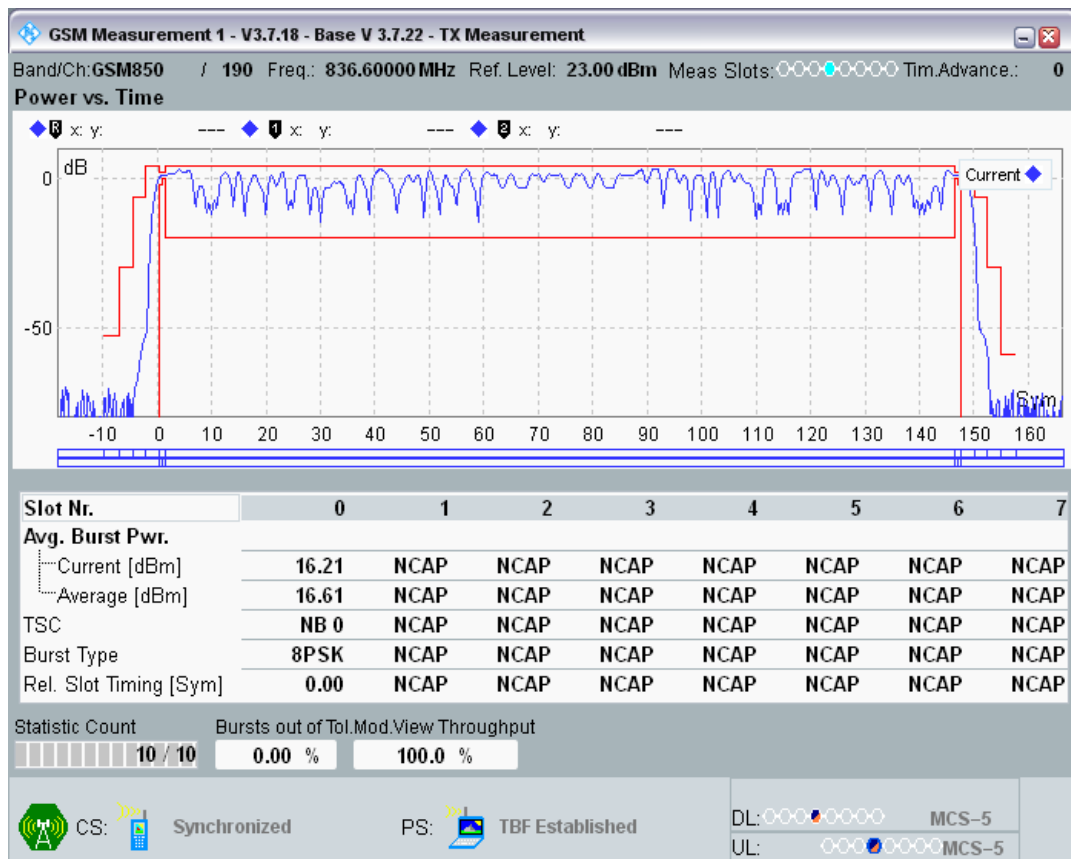 GSM Measurement 1 - V3.7.18 - Base V 3.7.22 - TX Measurement
Band/Ch:GSM850 / 190 Freq.: 836.60000 MHz Ref. Level: 23.00 dBm Meas Slots: Tim.Advance.: 0
Power vs. Time
R x: y: --- 1 x: y: --- 2 x: y: ---
dB
Current
0
-50
Sym
-10 0 10 20 30 40 50 60 70 80 90 100 110 120 130 140 150 160
Slot Nr. 0 1 2 3 4 5 6 7
Avg. Burst Pwr.
Current [dBm] 16.21 NCAP NCAP NCAP NCAP NCAP NCAP NCAP
Average [dBm] 16.61 NCAP NCAP NCAP NCAP NCAP NCAP NCAP
TSC NB 0 NCAP NCAP NCAP NCAP NCAP NCAP NCAP
Burst Type 8PSK NCAP NCAP NCAP NCAP NCAP NCAP NCAP
Rel. Slot Timing [Sym] 0.00 NCAP NCAP NCAP NCAP NCAP NCAP NCAP
Statistic Count Bursts out of Tol.Mod.View Throughput
10 / 10 0.00 % 100.0 %
CS: Synchronized PS: TBF Established
DL: MCS-5
UL: MCS-5